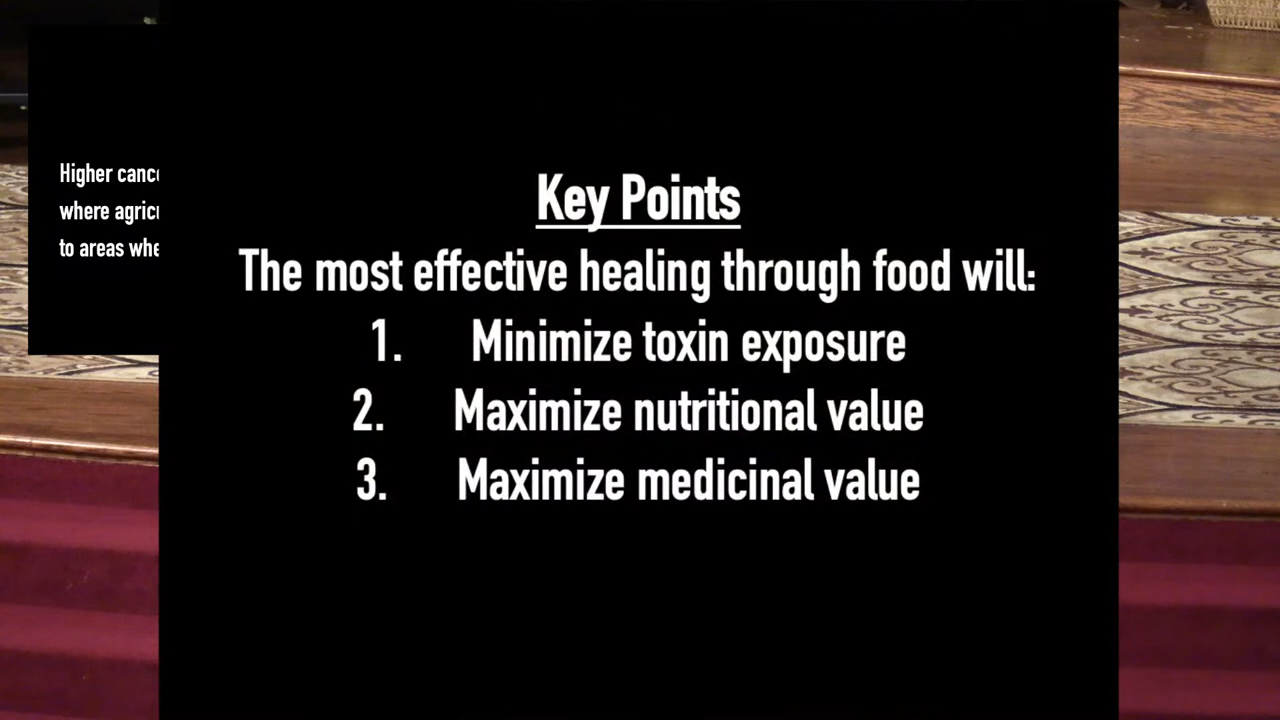 Higher
where
to areas
Key Points
The most effective healing through food will:
1. Minimize toxin exposure
2. Maximize nutritional value
3. Maximize medicinal value